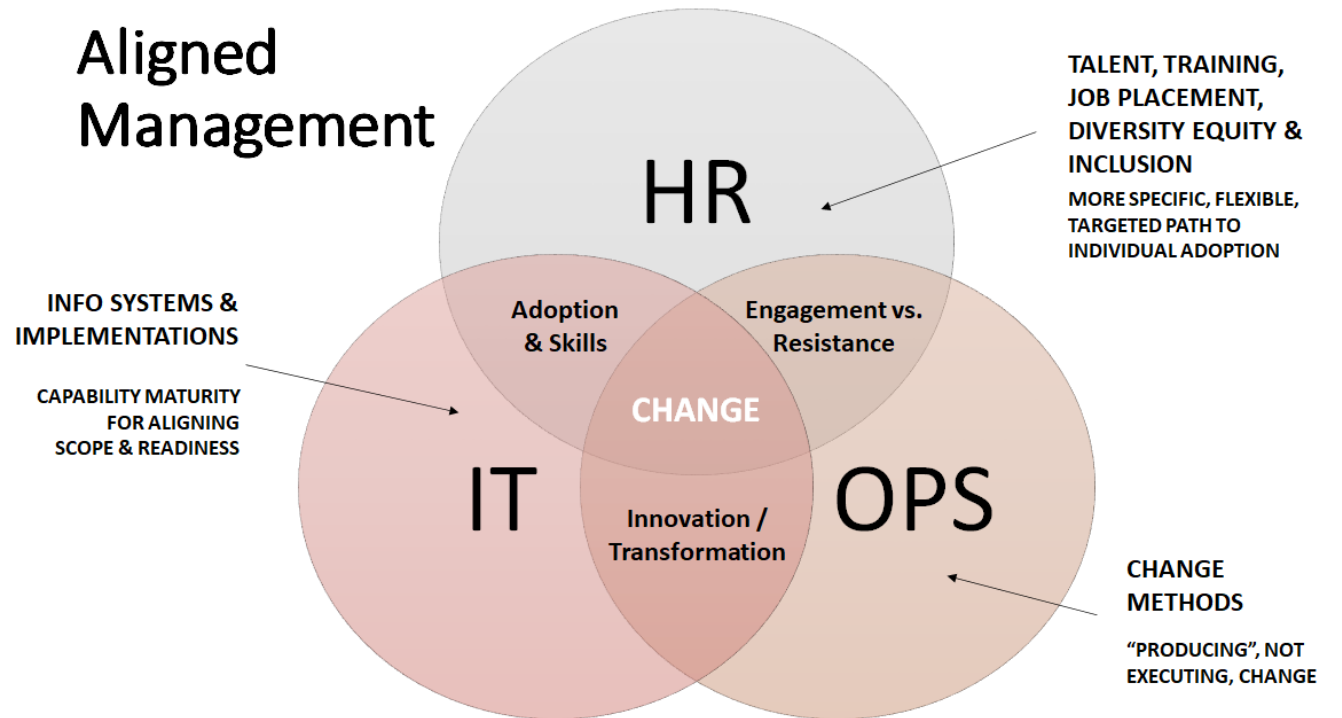 Aligned
Management
HR
TALENT, TRAINING,
JOB PLACEMENT,
DIVERSITY EQUITY &
INCLUSION
MORE SPECIFIC, FLEXIBLE,
TARGETED PATH TO
INDIVIDUAL ADOPTION
INFO SYSTEMS &
IMPLEMENTATIONS
CAPABILITY MATURITY
FOR ALIGNING
SCOPE & READINESS
Adoption
& Skills
Engagement vs.
Resistance
CHANGE
IT
OPS
Innovation /
Transformation
CHANGE
METHODS
“PRODUCING”, NOT
EXECUTING, CHANGE